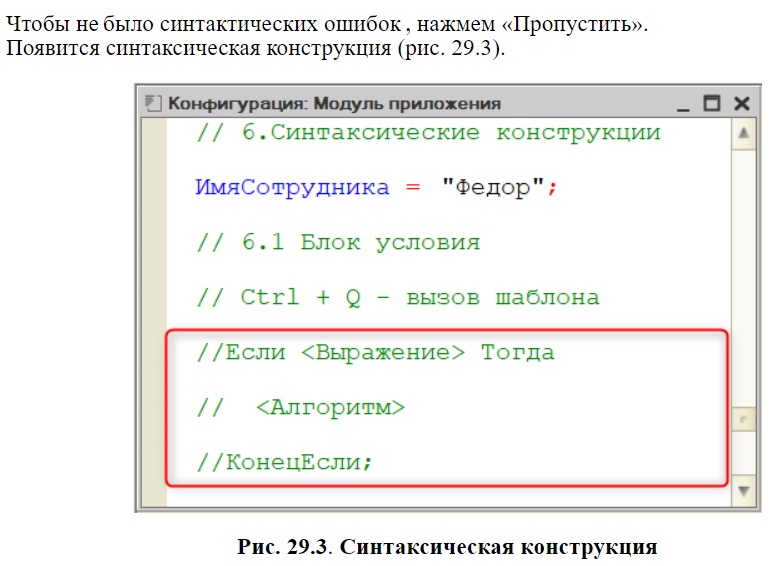 Чтобы не было синтактических ошибок , нажмем «Пропустить».
Появится синтаксическая конструкция (рис. 29.3).
Конфигурация: Модуль приложения
// 6.Синтаксические конструкции
ИмяСотрудника = "Федор";
// 6.1 Блок условия
// Ctrl + Q – вызов шаблона
//Если <Выражение> Тогда
//  <Алгоритм>
//КонецЕсли;
Рис. 29.3. Синтаксическая конструкция